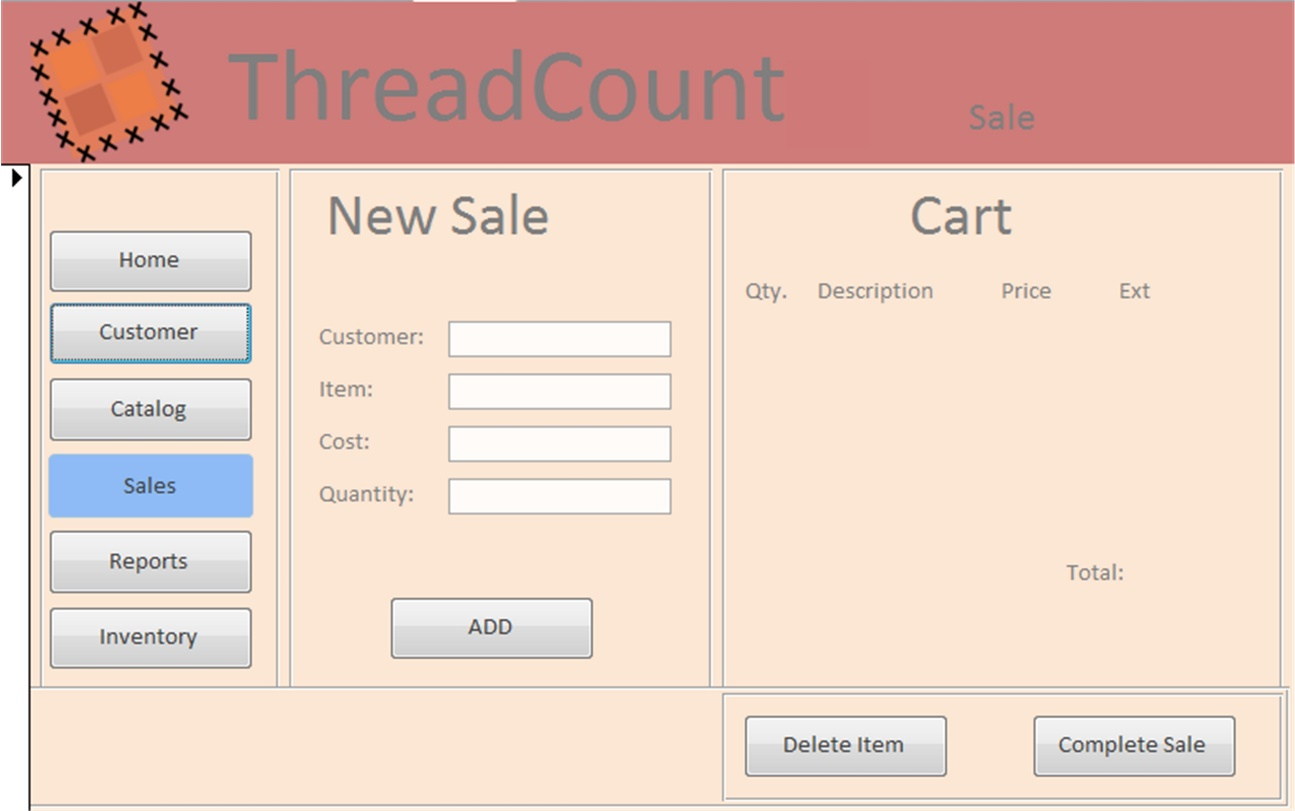 ThreadCount
Sale
Home
Customer
Catalog
Sales
Reports
Inventory
New Sale
Customer:
Item:
Cost:
Quantity:
ADD
Cart
Qty. Description Price Ext
Total:
Delete Item
Complete Sale